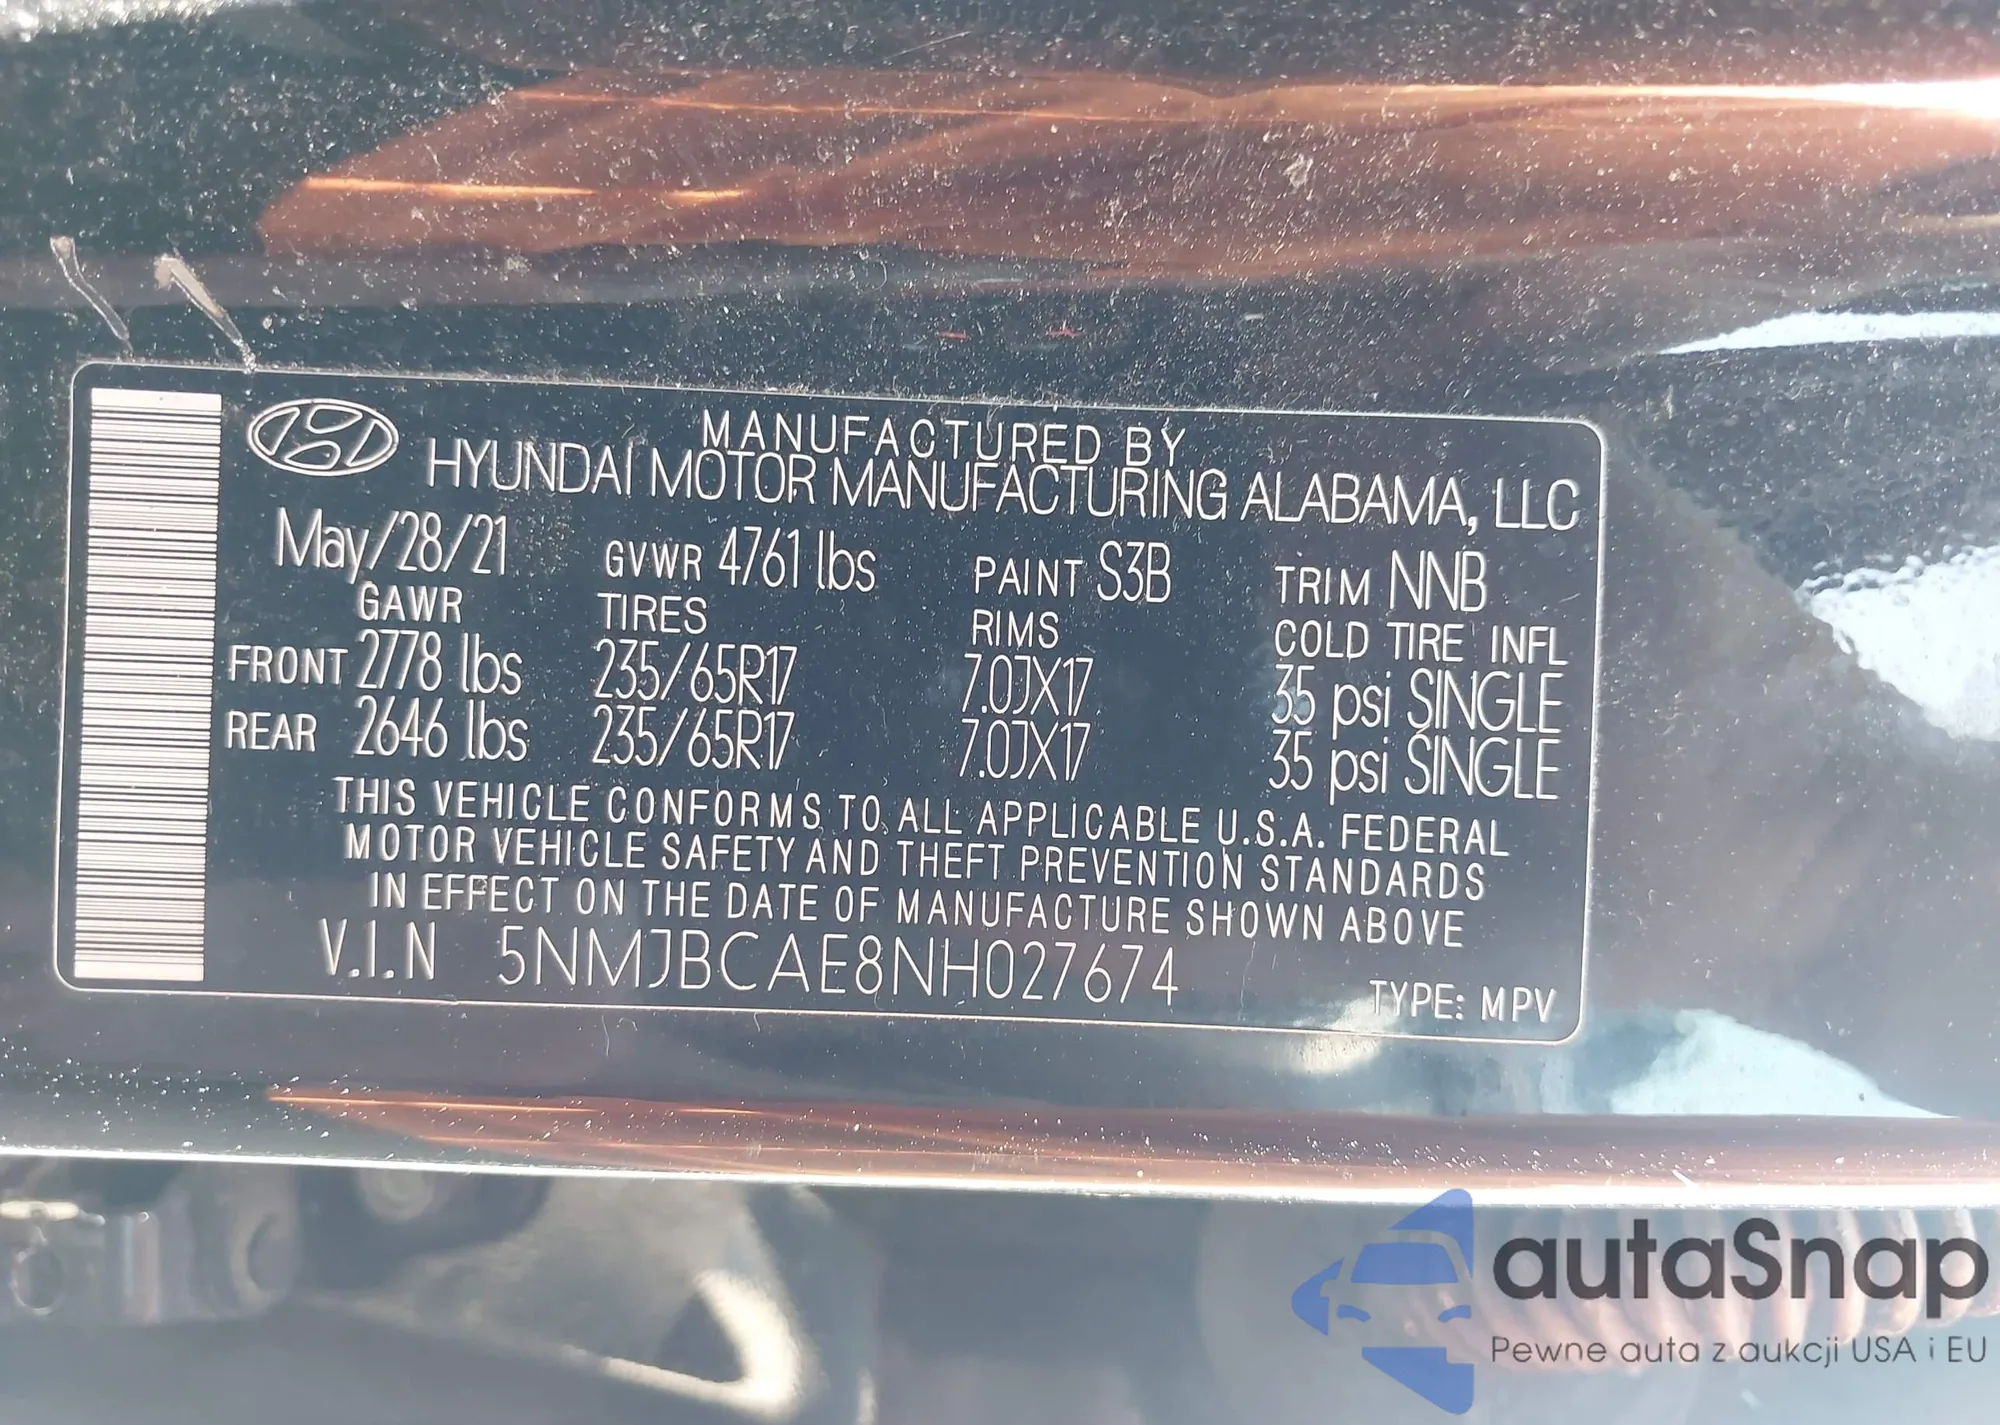 MANUFACTURED BY
HYUNDAI MOTOR MANUFACTURING ALABAMA, LLC
May/28/21 GVWR 4761 lbs PAINT S3B TRIM NNB
GAWR TIRES RIMS COLD TIRE INFL
FRONT 2778 lbs 235/65R17 7.0JX17 35 psi SINGLE
REAR 2646 lbs 235/65R17 7.0JX17 35 psi SINGLE
THIS VEHICLE CONFORMS TO ALL APPLICABLE U.S.A. FEDERAL
MOTOR VEHICLE SAFETY AND THEFT PREVENTION STANDARDS
IN EFFECT ON THE DATE OF MANUFACTURE SHOWN ABOVE
V.I.N 5NMJBCAE8NH027674
TYPE: MPV
autaSnap
Pewne auta z aukcji USA i EU